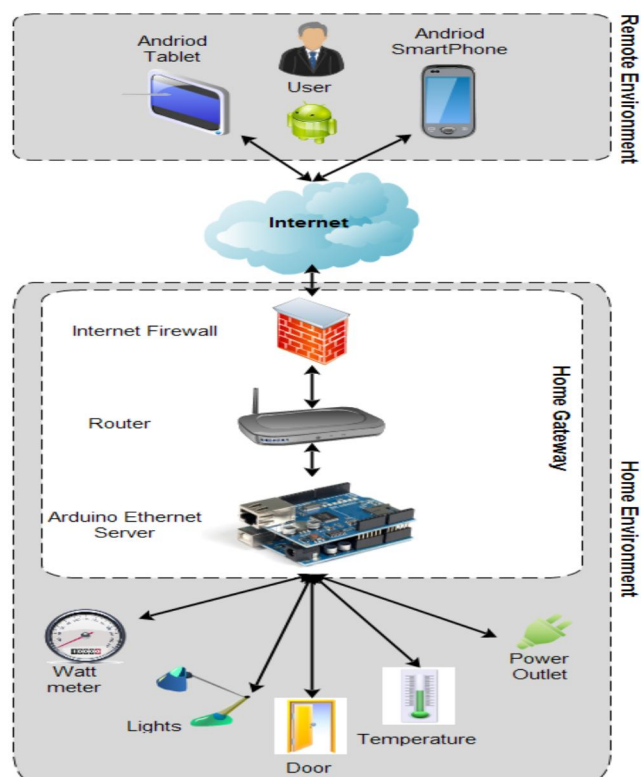 Andriod
Tablet
User
Andriod
SmartPhone
Remote Environment
Internet
Internet Firewall
Router
Arduino Ethernet
Server
Home Gateway
Home Environment
Watt
meter
Lights
Door
Temperature
Power
Outlet